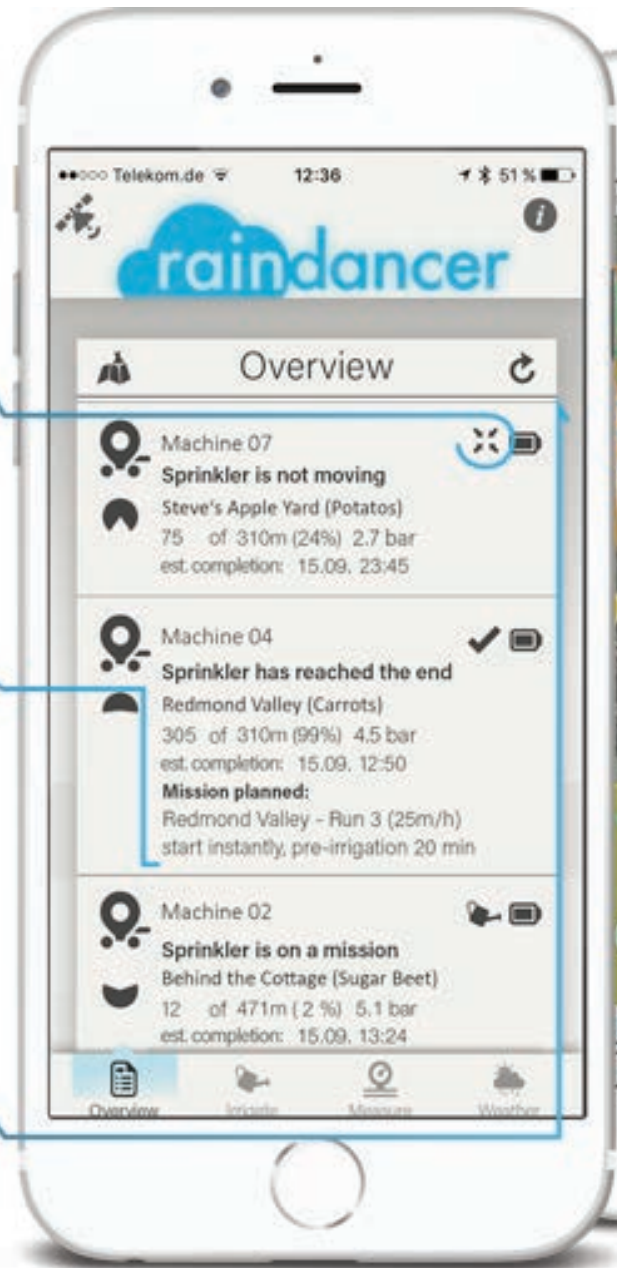 Telekom.de 12:36 51 %
raindancer
Overview
Machine 07
Sprinkler is not moving
Steve's Apple Yard (Potatos)
75 of 310m (24%) 2.7 bar
est. completion: 15.09. 23:45
Machine 04
Sprinkler has reached the end
Redmond Valley (Carrots)
305 of 310m (99%) 4.5 bar
est. completion: 15.09. 12:50
Mission planned:
Redmond Valley - Run 3 (25m/h)
start instantly, pre-irrigation 20 min
Machine 02
Sprinkler is on a mission
Behind the Cottage (Sugar Beet)
12 of 471m ( 2 %) 5.1 bar
est. completion: 15.09. 13:24
Overview Irrigate Measure Weather